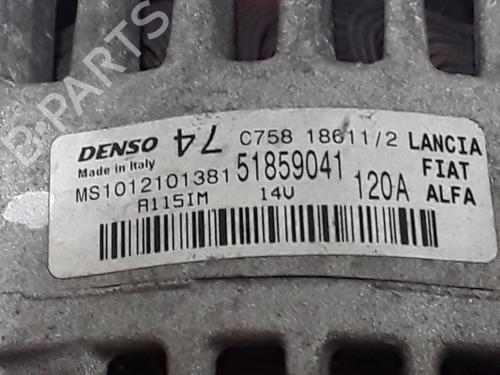 DENSO 74 C758 18611/2 LANCIA
Made in Italy 51859041 FIAT
MS1012101381 120A ALFA
A115IM 14V
B-PARTS